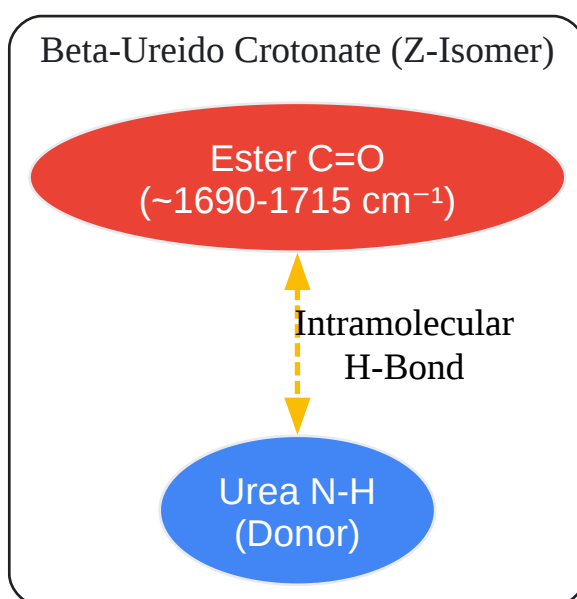 Beta-Ureido Crotonate (Z-Isomer)
Ester C=O
(~1690-1715 cm⁻¹)
Intramolecular
H-Bond
Urea N-H
(Donor)